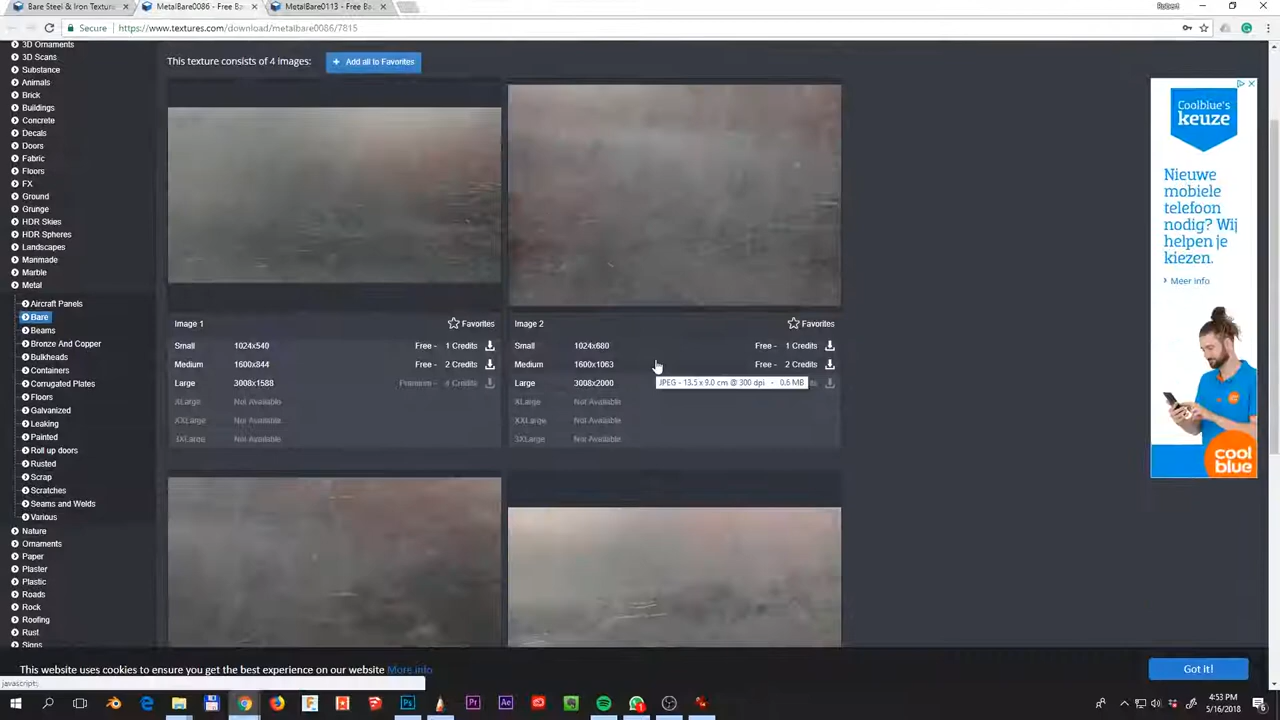 Bare Steel & Iron Textur
MetalBare0086 - Free Ba
MetalBare0113 - Free Ba
Robert
Secure
https://www.textures.com/download/metalbare0086/7815
3D Ornaments
3D Scans
Substance
Animals
Brick
Buildings
Concrete
Decals
Doors
Fabric
Floors
FX
Ground
Grunge
HDR Skies
HDR Spheres
Landscapes
Manmade
Marble
Metal
Aircraft Panels
Bare
Beams
Bronze And Copper
Bulkheads
Containers
Corrugated Plates
Floors
Galvanized
Leaking
Painted
Roll up doors
Rusted
Scrap
Scratches
Seams and Welds
Various
Nature
Ornaments
Paper
Plaster
Plastic
Roads
Rock
Roofing
Rust
Signs
This texture consists of 4 images:
+ Add all to Favorites
Image 1
Favorites
Small 1024x540 Free - 1 Credits
Medium 1600x844 Free - 2 Credits
Large 3008x1588 Premium - 4 Credits
XLarge Not Available
XXLarge Not Available
3XLarge Not Available
Image 2
Favorites
Small 1024x680 Free - 1 Credits
Medium 1600x1063 Free - 2 Credits
Large 3008x2000
JPEG - 13.5 x 9.0 cm @ 300 dpi - 0.6 MB
XLarge Not Available
XXLarge Not Available
3XLarge Not Available
Coolblue's
keuze
Nieuwe
mobiele
telefoon
nodig? Wij
helpen je
kiezen.
Meer info
cool
blue
This website uses cookies to ensure you get the best experience on our website More info
Got it!
javascript:;
4:53 PM
5/16/2018